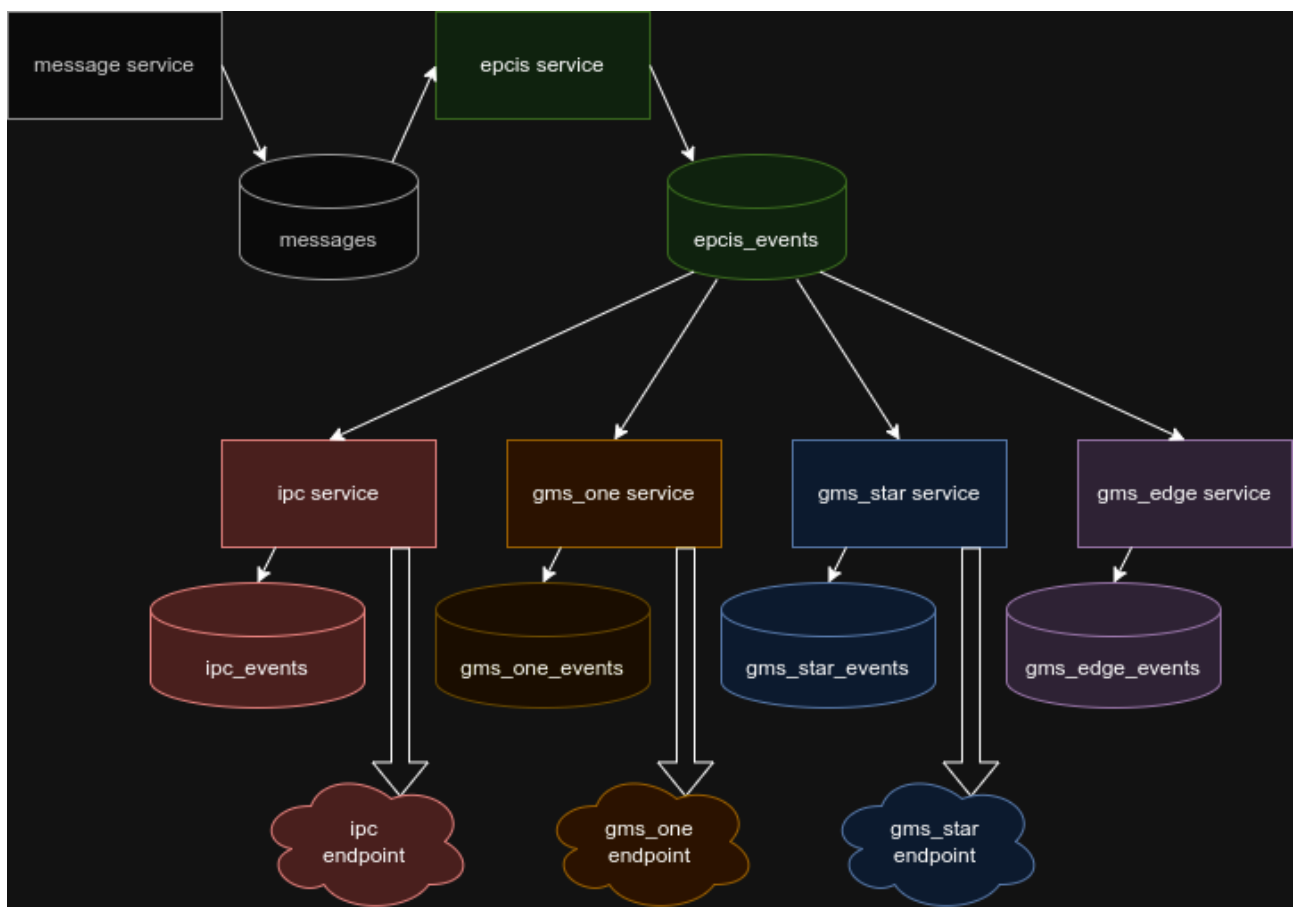 message service
epcis service
messages
epcis_events
ipc service
gms_one service
gms_star service
gms_edge service
ipc_events
gms_one_events
gms_star_events
gms_edge_events
ipc
endpoint
gms_one
endpoint
gms_star
endpoint